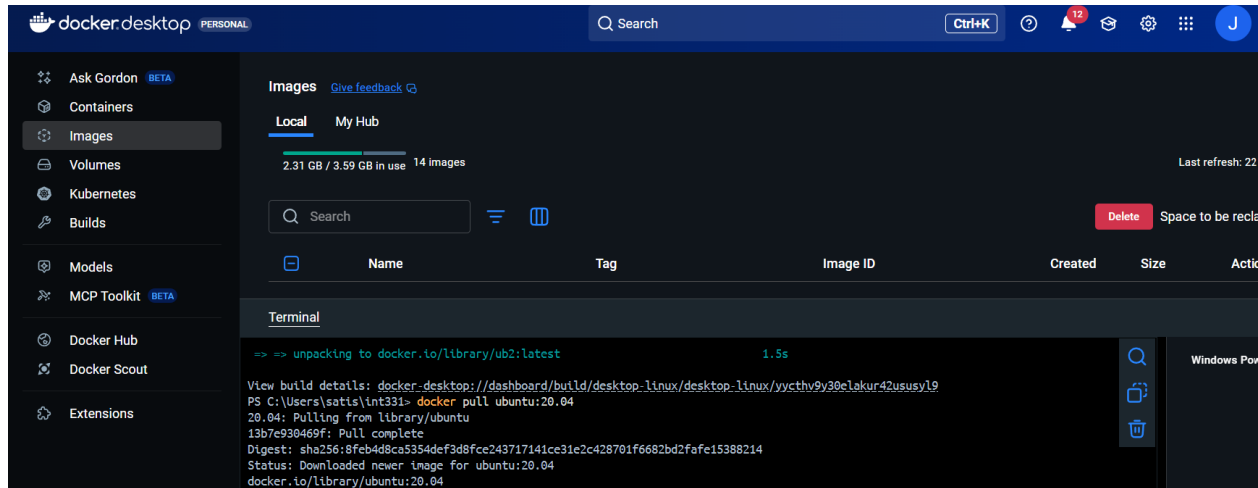 docker.desktop PERSONAL
Search Ctrl+K 12 J
Ask Gordon BETA
Containers
Images
Volumes
Kubernetes
Builds
Models
MCP Toolkit BETA
Docker Hub
Docker Scout
Extensions
Images Give feedback
Local My Hub
2.31 GB / 3.59 GB in use 14 images
Last refresh: 22
Search
Delete Space to be recla
Name Tag Image ID Created Size Actio
Terminal
=> => unpacking to docker.io/library/ub2:latest 1.5s
View build details: docker-desktop://dashboard/build/desktop-linux/desktop-linux/yycthv9y30elakur42ususyl9
PS C:\Users\satis\int331> docker pull ubuntu:20.04
20.04: Pulling from library/ubuntu
13b7e930469f: Pull complete
Digest: sha256:8feb4d8ca5354def3d8fce243717141ce31e2c428701f6682bd2fafe15388214
Status: Downloaded newer image for ubuntu:20.04
docker.io/library/ubuntu:20.04
Windows Pow